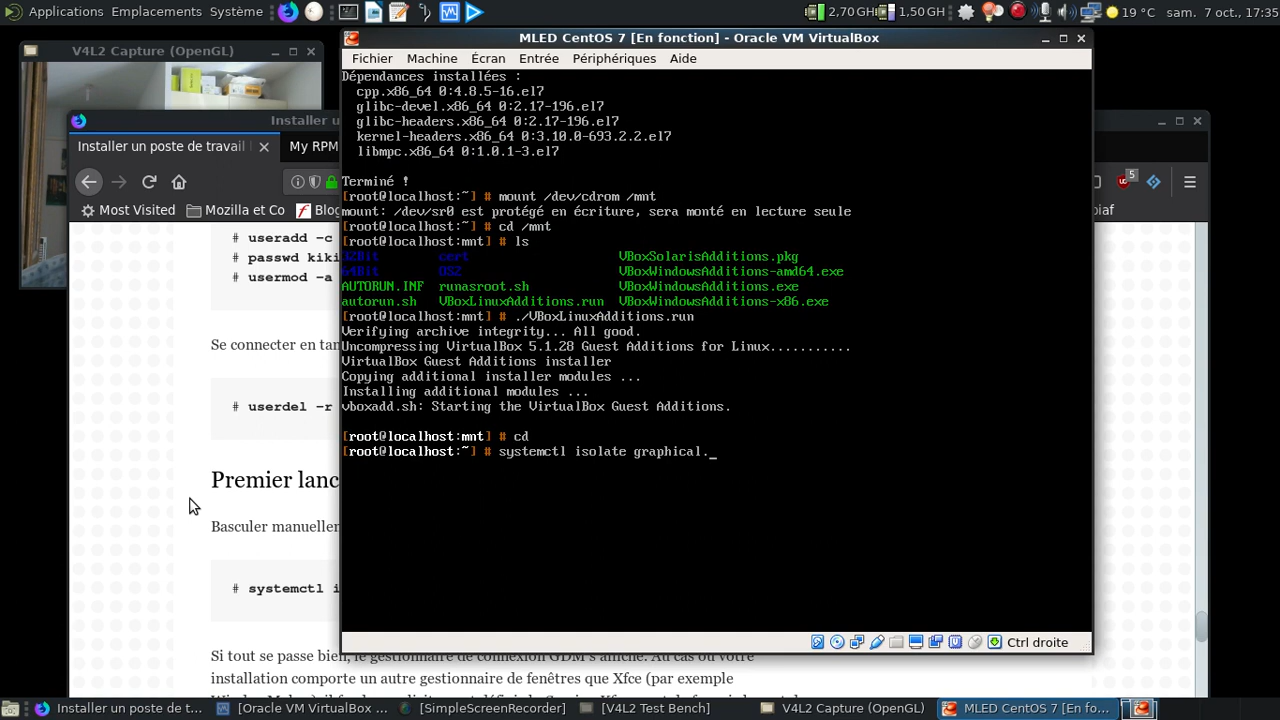 Applications Emplacements Système
2,70 GH 1,50 GH 19 °C sam. 7 oct., 17:35
V4L2 Capture (OpenGL)
MLED CentOS 7 [En fonction] - Oracle VM VirtualBox
Fichier Machine Écran Entrée Périphériques Aide
Installer u
Installer un poste de travail
My RPM
5
Most Visited Mozilla et Co Blog
iaf
# useradd -c
# passwd kiki
# usermod -a
Se connecter en tan
# userdel -r
Premier lanc
Basculer manueller
# systemctl i
Si tout se passe bien, le gestionnaire de connexion GDM s'affiche. Au cas où votre
installation comporte un autre gestionnaire de fenêtres que Xfce (par exemple
Dépendances installées :
cpp.x86_64 0:4.8.5-16.el7
glibc-devel.x86_64 0:2.17-196.el7
glibc-headers.x86_64 0:2.17-196.el7
kernel-headers.x86_64 0:3.10.0-693.2.2.el7
libmpc.x86_64 0:1.0.1-3.el7
Terminé !
[root@localhost:~] # mount /dev/cdrom /mnt
mount: /dev/sr0 est protégé en écriture, sera monté en lecture seule
[root@localhost:~] # cd /mnt
[root@localhost:mnt] # ls
32Bit cert VBoxSolarisAdditions.pkg
64Bit OS2 VBoxWindowsAdditions-amd64.exe
AUTORUN.INF runasroot.sh VBoxWindowsAdditions.exe
autorun.sh VBoxLinuxAdditions.run VBoxWindowsAdditions-x86.exe
[root@localhost:mnt] # ./VBoxLinuxAdditions.run
Verifying archive integrity... All good.
Uncompressing VirtualBox 5.1.28 Guest Additions for Linux...........
VirtualBox Guest Additions installer
Copying additional installer modules ...
Installing additional modules ...
vboxadd.sh: Starting the VirtualBox Guest Additions.
[root@localhost:mnt] # cd
[root@localhost:~] # systemctl isolate graphical._
Ctrl droite
Installer un poste de t... [Oracle VM VirtualBox ... [SimpleScreenRecorder] [V4L2 Test Bench] V4L2 Capture (OpenGL) MLED CentOS 7 [En fo...